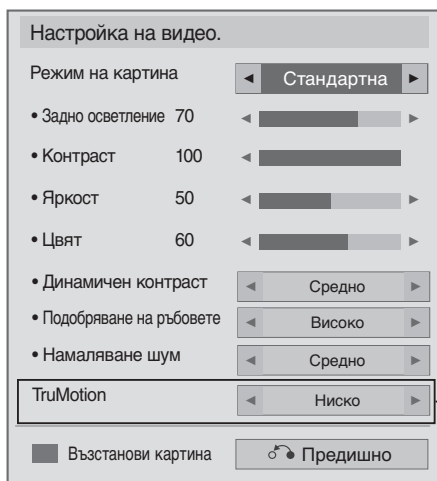 Настройка на видео.
Режим на картина ◄ Стандартна ►
• Задно осветление 70
• Контраст 100
• Яркост 50
• Цвят 60
• Динамичен контраст ◄ Средно ►
• Подобряване на ръбовете ◄ Високо ►
• Намаляване шум ◄ Средно ►
TruMotion ◄ Ниско ►
Възстанови картина Предишно